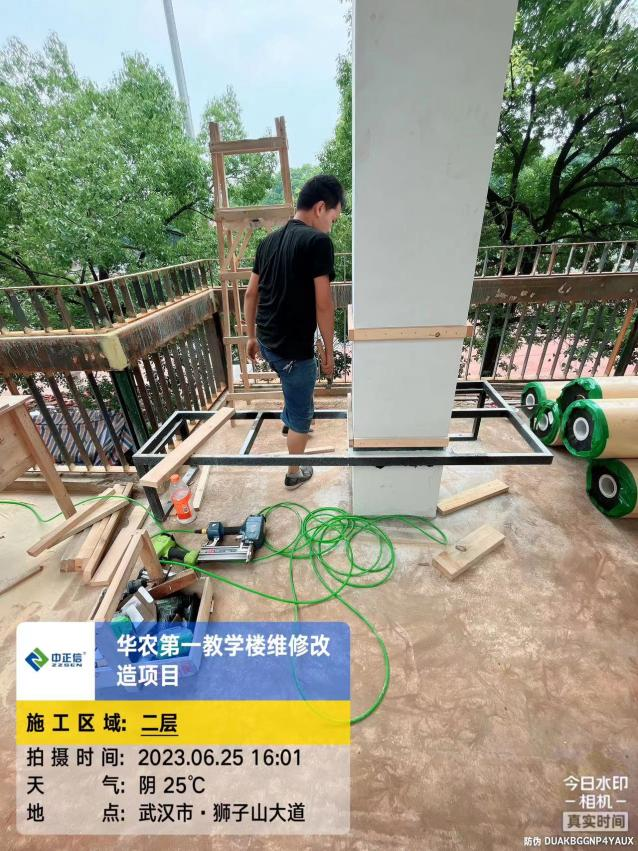 中正信
ZZSEN
华农第一教学楼维修改
造项目
施工区域: 二层
拍摄时间: 2023.06.25 16:01
天气: 阴 25℃
地点: 武汉市·狮子山大道
今日水印
-相机-
真实时间
防伪 DUAKBGGNP4YAUX